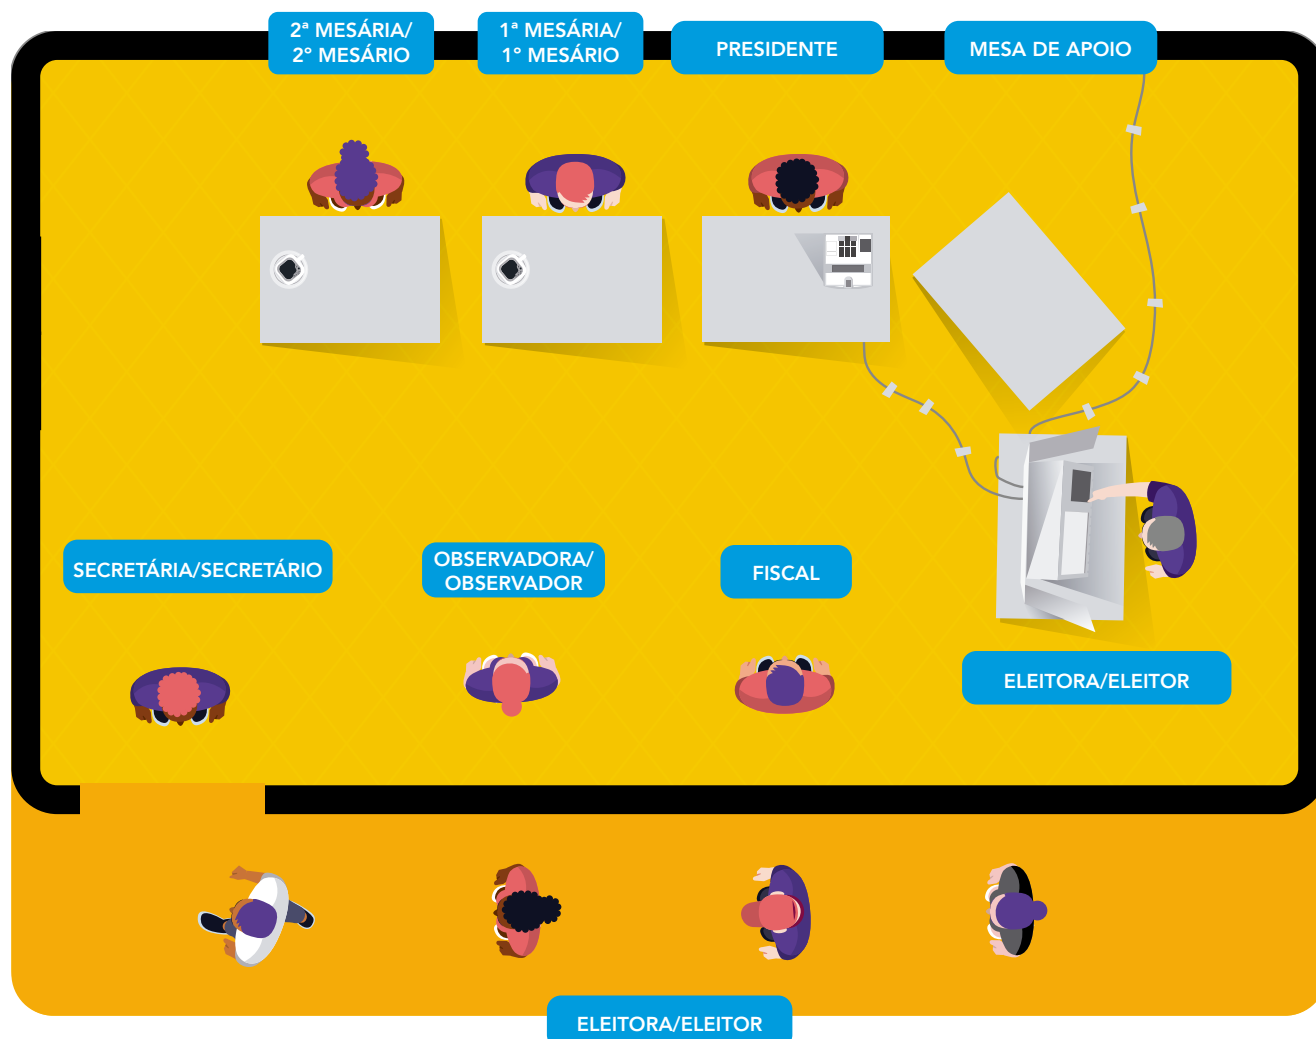 2ª MESÁRIA/
2° MESÁRIO
1ª MESÁRIA/
1° MESÁRIO
PRESIDENTE
MESA DE APOIO
SECRETÁRIA/SECRETÁRIO
OBSERVADORA/
OBSERVADOR
FISCAL
ELEITORA/ELEITOR
ELEITORA/ELEITOR